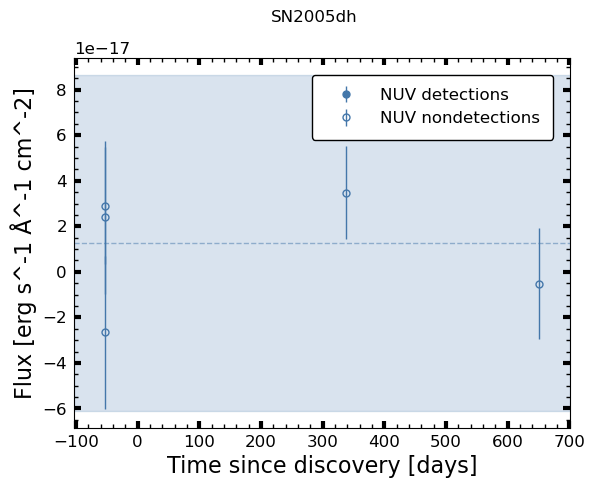 SN2005dh
1e−17
NUV detections
NUV nondetections
8
6
4
2
0
−2
−4
−6
Flux [erg s^-1 Å^-1 cm^-2]
−100 0 100 200 300 400 500 600 700
Time since discovery [days]